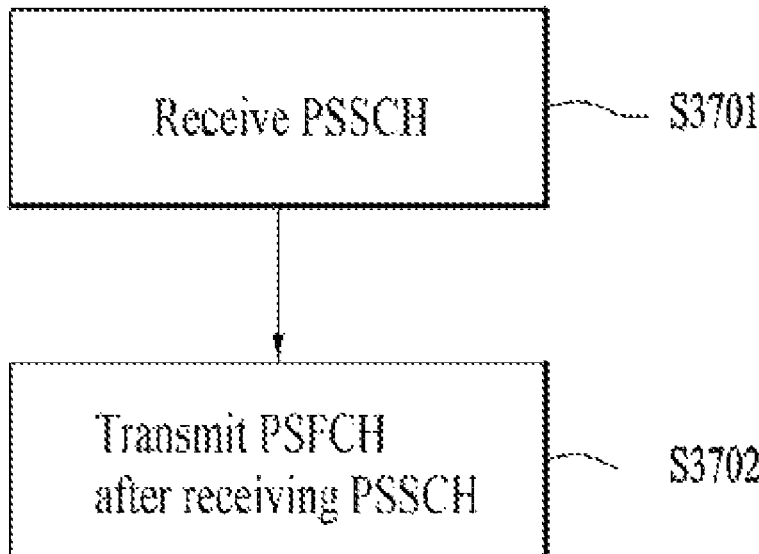 Receive PSSCH
S3701
Transmit PSFCH
after receiving PSSCH
S3702